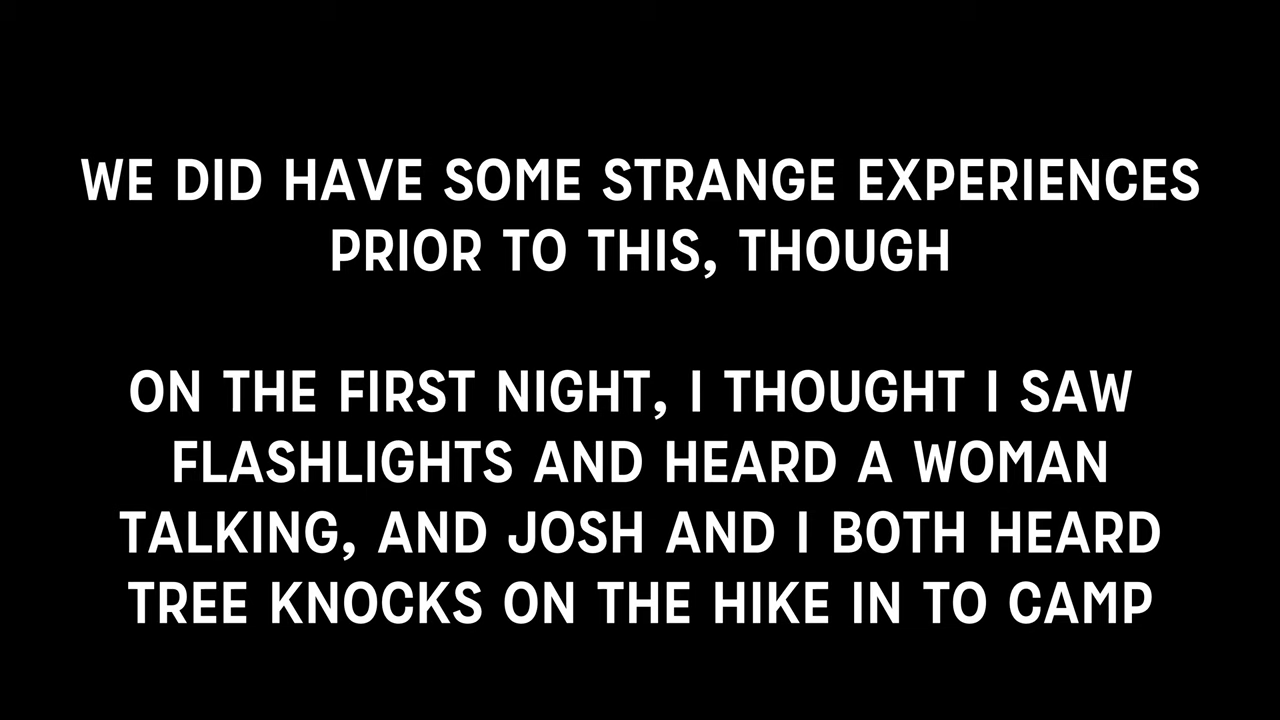 WE DID HAVE SOME STRANGE EXPERIENCES
PRIOR TO THIS, THOUGH
ON THE FIRST NIGHT, I THOUGHT I SAW
FLASHLIGHTS AND HEARD A WOMAN
TALKING, AND JOSH AND I BOTH HEARD
TREE KNOCKS ON THE HIKE IN TO CAMP